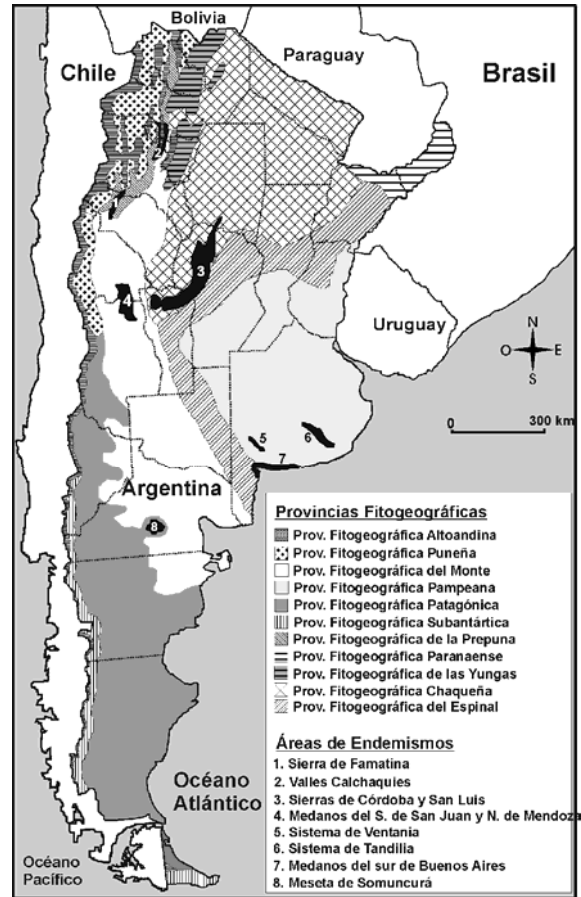 Bolivia
Paraguay
Chile
Brasil
1
2
3
4
Uruguay
N
O E
S
0 300 km
5
6
7
Argentina
8
Provincias Fitogeográficas
Prov. Fitogeográfica Altoandina
Prov. Fitogeográfica Puneña
Prov. Fitogeográfica del Monte
Prov. Fitogeográfica Pampeana
Prov. Fitogeográfica Patagónica
Prov. Fitogeográfica Subantártica
Prov. Fitogeográfica de la Prepuna
Prov. Fitogeográfica Paranaense
Prov. Fitogeográfica de las Yungas
Prov. Fitogeográfica Chaqueña
Prov. Fitogeográfica del Espinal
Áreas de Endemismos
1. Sierra de Famatina
2. Valles Calchaquies
3. Sierras de Córdoba y San Luis
4. Medanos del S. de San Juan y N. de Mendoza
5. Sistema de Ventania
6. Sistema de Tandilia
7. Medanos del sur de Buenos Aires
8. Meseta de Somuncurá
Océano
Atlántico
Océano
Pacífico